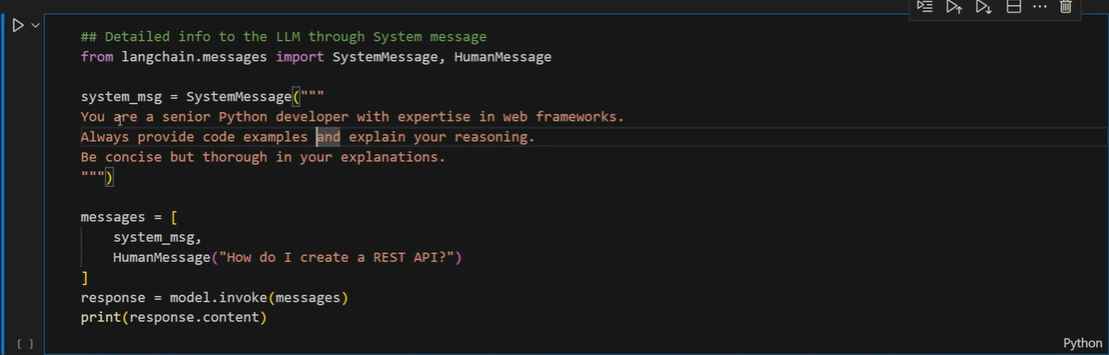 ## Detailed info to the LLM through System message
from langchain.messages import SystemMessage, HumanMessage

system_msg = SystemMessage("""
You are a senior Python developer with expertise in web frameworks.
Always provide code examples and explain your reasoning.
Be concise but thorough in your explanations.
""")

messages = [
    system_msg,
    HumanMessage("How do I create a REST API?")
]
response = model.invoke(messages)
print(response.content)
[ ]
Python